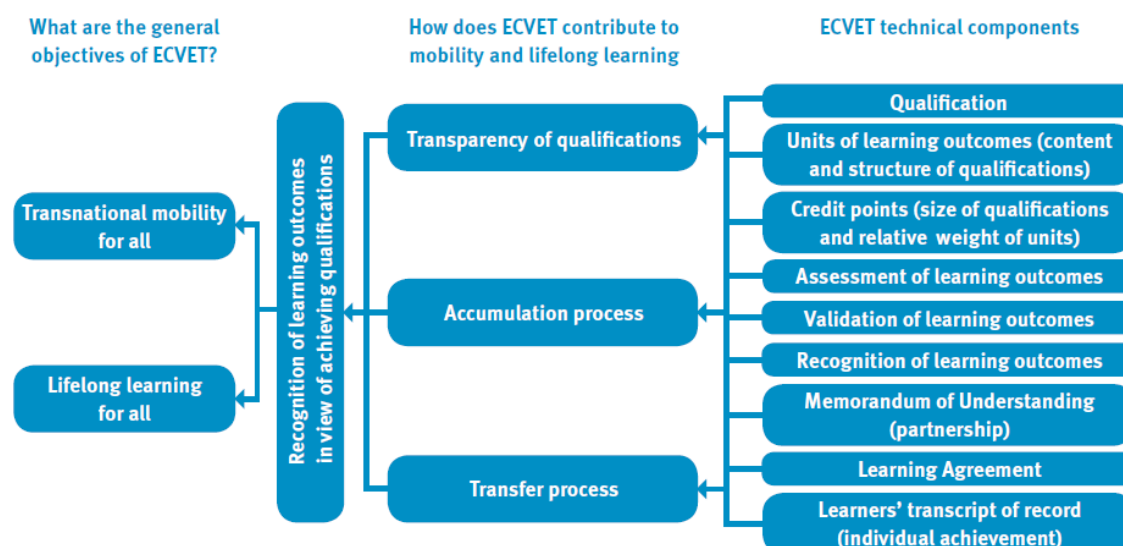 What are the general
objectives of ECVET?
How does ECVET contribute to
mobility and lifelong learning
ECVET technical components
Transnational mobility
for all
Lifelong learning
for all
Recognition of learning outcomes
in view of achieving qualifications
Transparency of qualifications
Accumulation process
Transfer process
Qualification
Units of learning outcomes (content
and structure of qualifications)
Credit points (size of qualifications
and relative weight of units)
Assessment of learning outcomes
Validation of learning outcomes
Recognition of learning outcomes
Memorandum of Understanding
(partnership)
Learning Agreement
Learners’ transcript of record
(individual achievement)